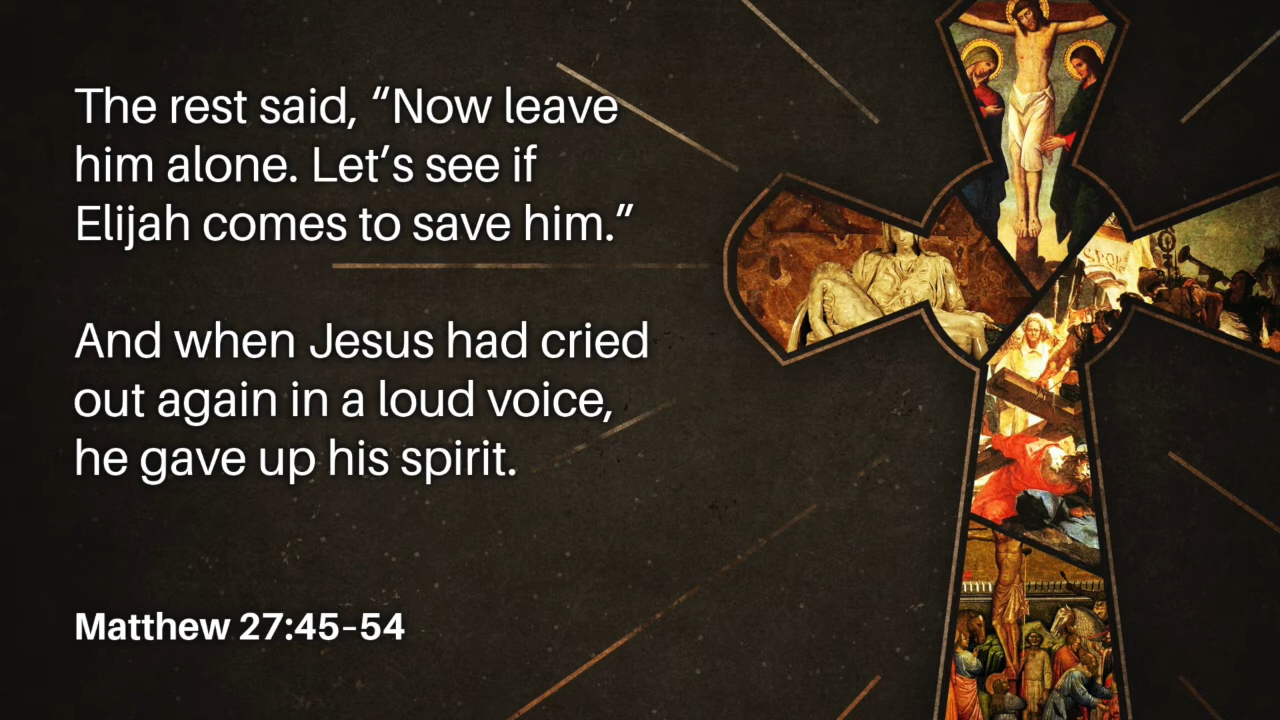 The rest said, “Now leave
him alone. Let’s see if
Elijah comes to save him.”
And when Jesus had cried
out again in a loud voice,
he gave up his spirit.
Matthew 27:45–54